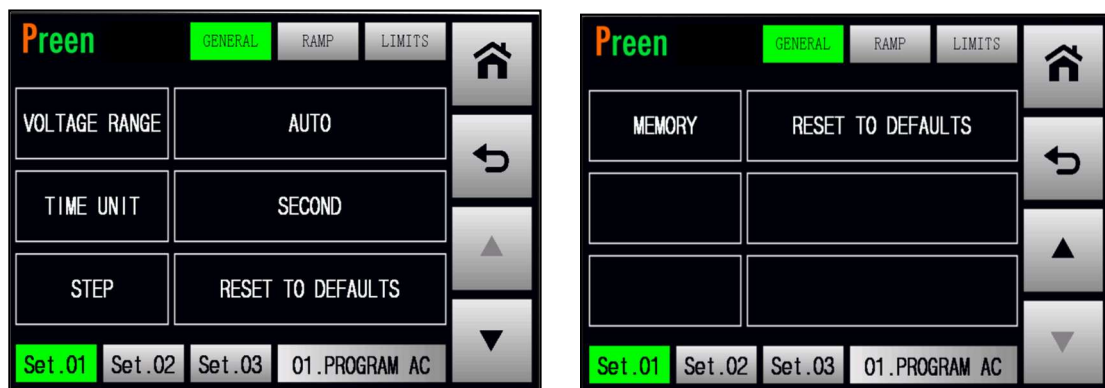 Preen GENERAL RAMP LIMITS
VOLTAGE RANGE AUTO
TIME UNIT SECOND
STEP RESET TO DEFAULTS
Set.01 Set.02 Set.03 01.PROGRAM AC
Preen GENERAL RAMP LIMITS
MEMORY RESET TO DEFAULTS
Set.01 Set.02 Set.03 01.PROGRAM AC